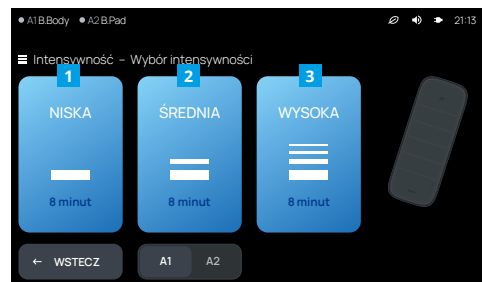 A1 B.Body A2 B.Pad 21:13
Intensywność – Wybór intensywności
1 2 3
NISKA ŚREDNIA WYSOKA
8 minut 8 minut 8 minut
← WSTECZ A1 A2